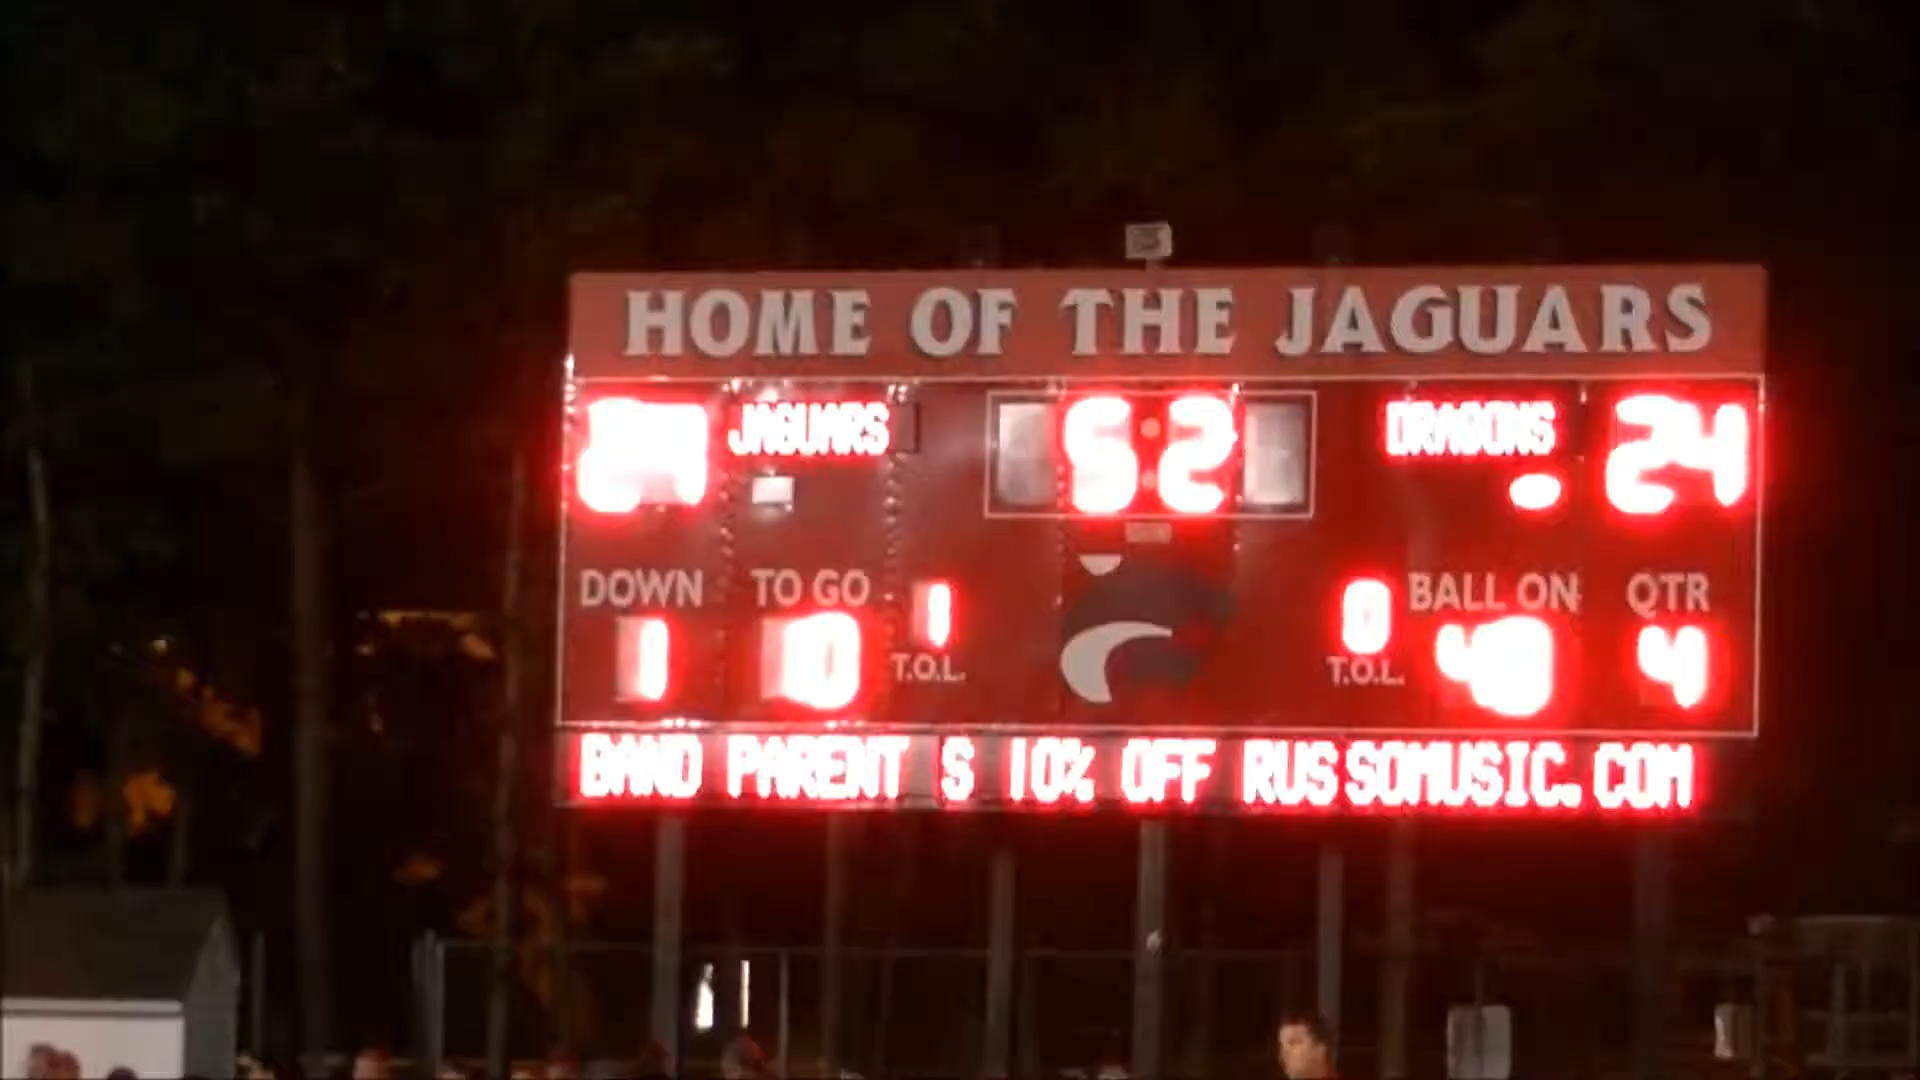 HOME OF THE JAGUARS
JAGUARS 52 DRAGONS 24
DOWN TO GO BALL ON QTR
1 10 1 0 4
T.O.L. T.O.L.
BAND PARENT S 10% OFF RUSSOMUSIC.COM